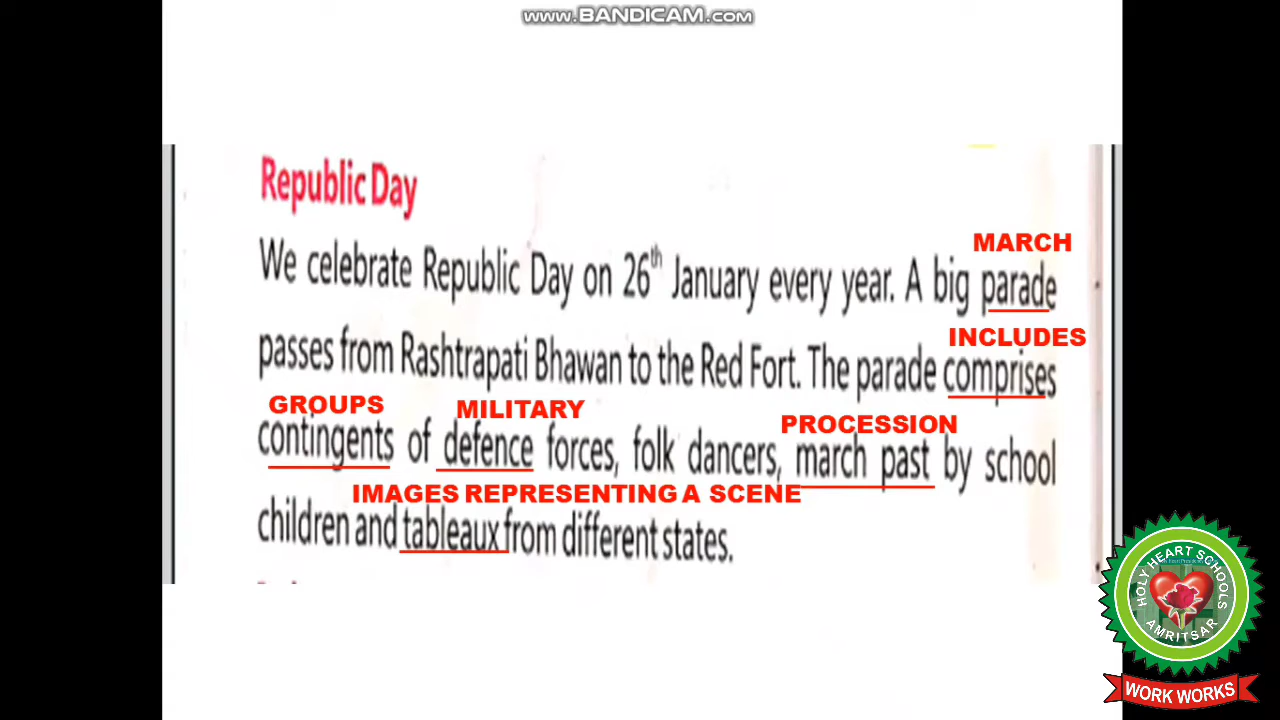 www.BANDICAM.com
Republic Day
MARCH
We celebrate Republic Day on 26th January every year. A big parade
INCLUDES
passes from Rashtrapati Bhawan to the Red Fort. The parade comprises
GROUPS MILITARY PROCESSION
contingents of defence forces, folk dancers, march past by school
IMAGES REPRESENTING A SCENE
children and tableaux from different states.
HOLY HEART SCHOOLS
AMRITSAR
WORK WORKS